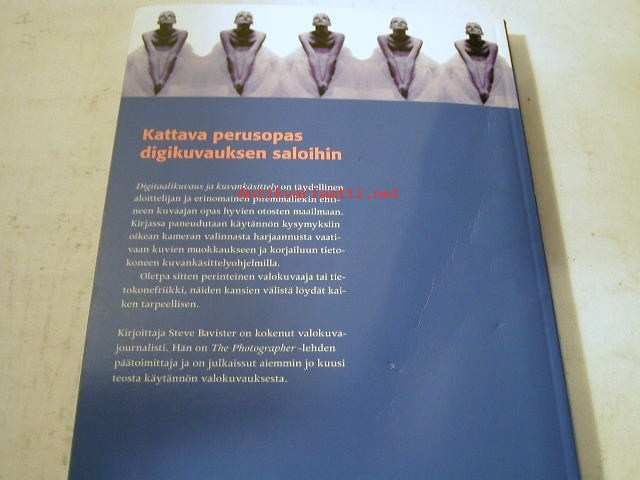 Kattava perusopas
digikuvauksen saloihin
Digitaalikuvaus ja kuvankäsittely on täydellinen
aloittelijan ja erinomainen pitemmällekin ehti-
neen kuvaajan opas hyvien otosten maailmaan.
Kirjassa paneudutaan käytännön kysymyksiin
oikean kameran valinnasta harjaannusta vaati-
vaan kuvien muokkaukseen ja korjailuun tieto-
koneen kuvankäsittelyohjelmilla.
Oletpa sitten perinteinen valokuvaaja tai tie-
tokonefriikki, näiden kansien välistä löydät kai-
ken tarpeellisen.
Kirjoittaja Steve Bavister on kokenut valokuva-
journalisti. Hän on The Photographer -lehden
päätoimittaja ja on julkaissut aiemmin jo kuusi
teosta käytännön valokuvauksesta.